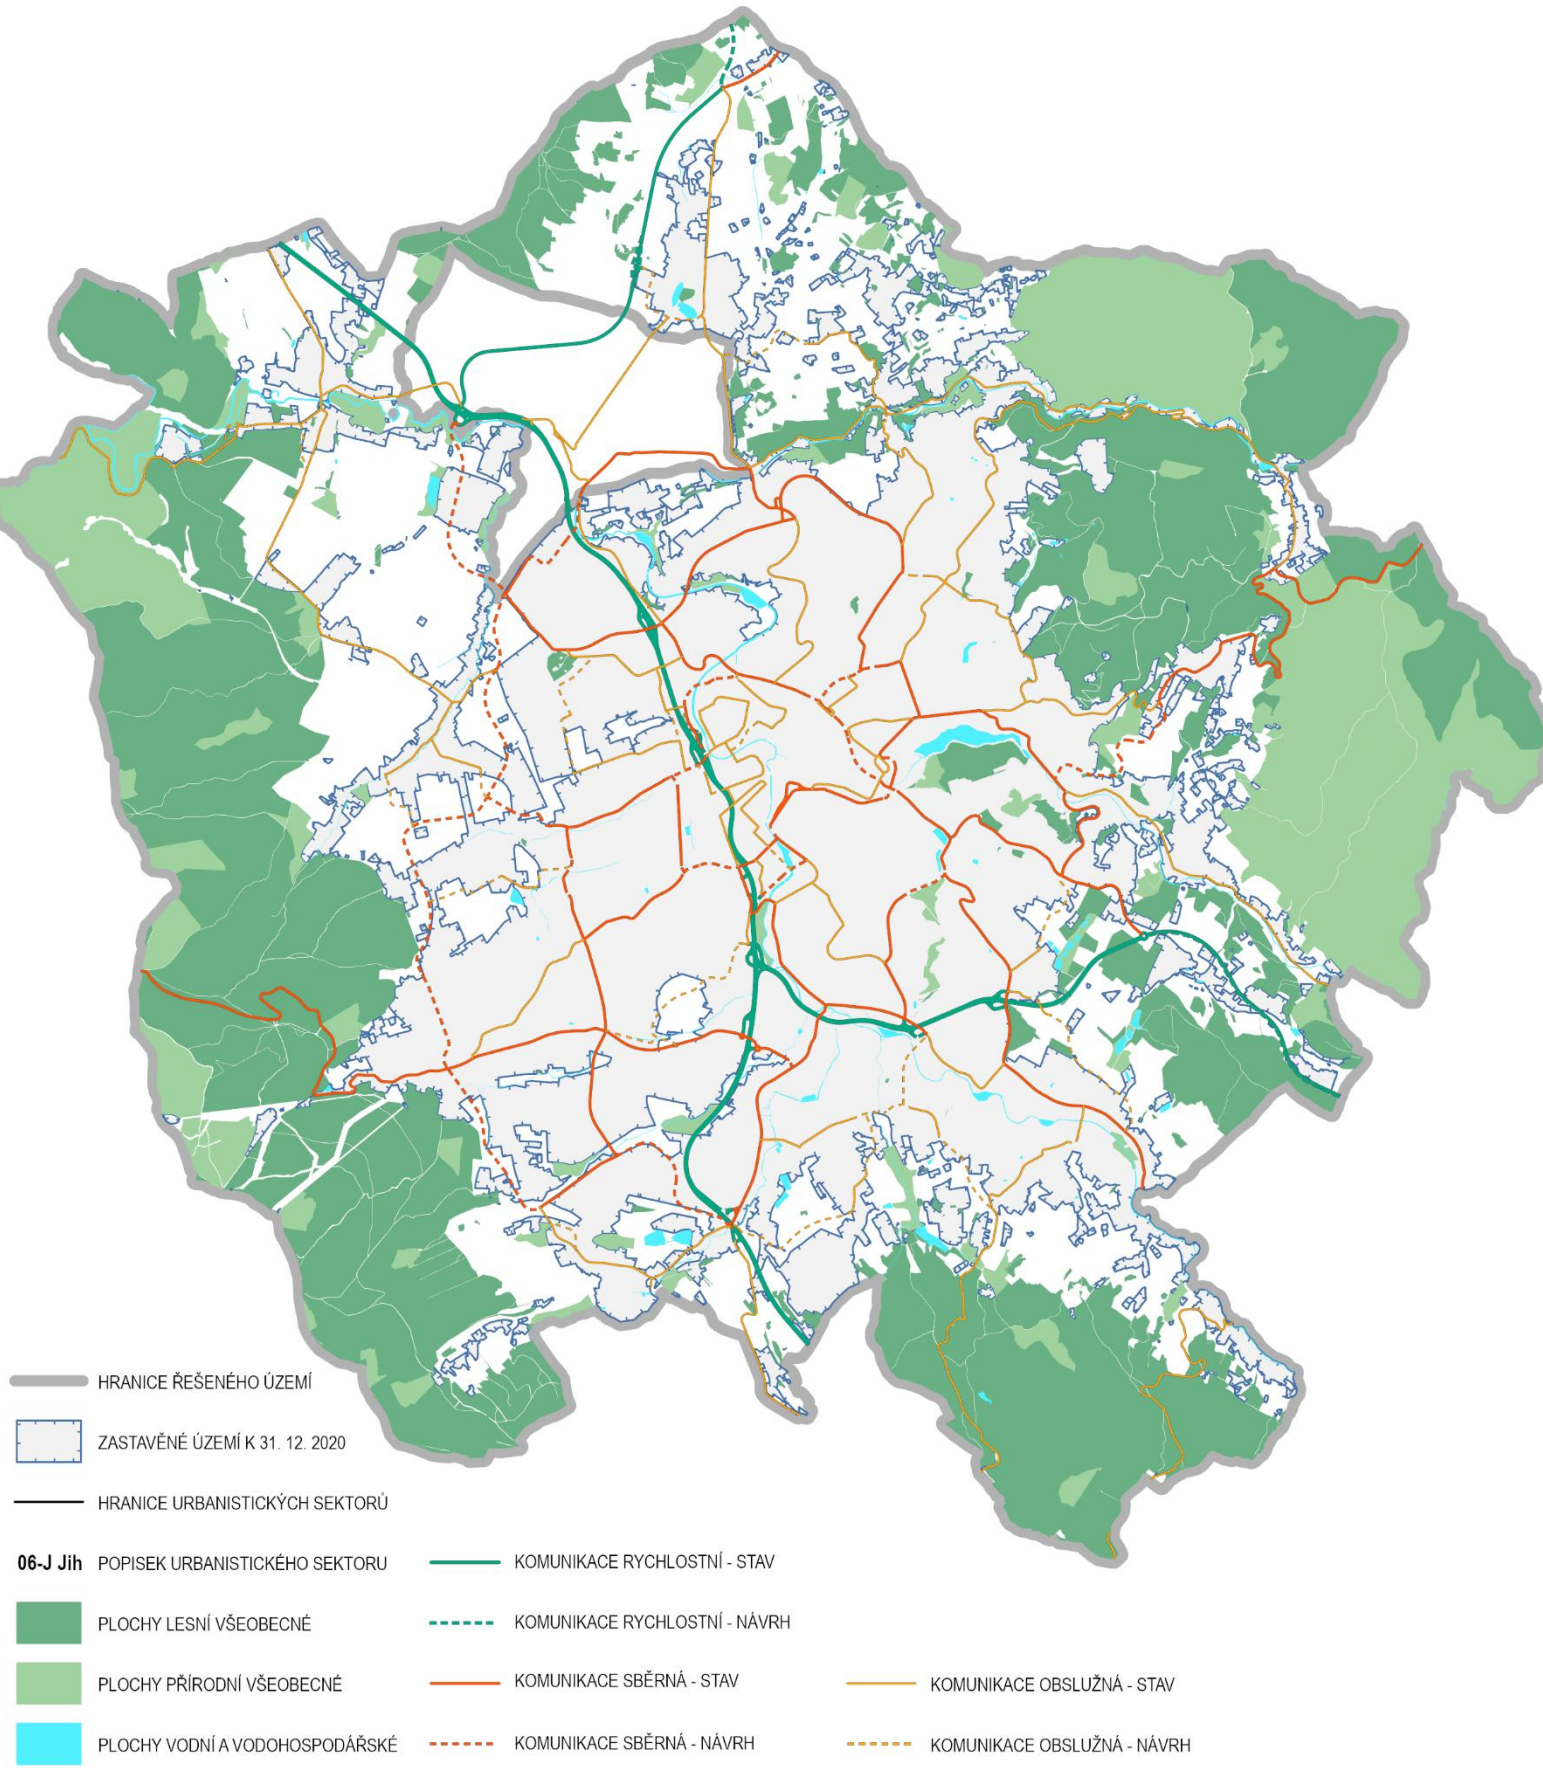 HRANICE ŘEŠENÉHO ÚZEMÍ
ZASTAVĚNÉ ÚZEMÍ K 31. 12. 2020
HRANICE URBANISTICKÝCH SEKTORŮ
06-J Jih POPISEK URBANISTICKÉHO SEKTORU
PLOCHY LESNÍ VŠEOBECNÉ
PLOCHY PŘÍRODNÍ VŠEOBECNÉ
PLOCHY VODNÍ A VODOHOSPODÁŘSKÉ
KOMUNIKACE RYCHLOSTNÍ - STAV
KOMUNIKACE RYCHLOSTNÍ - NÁVRH
KOMUNIKACE SBĚRNÁ - STAV
KOMUNIKACE SBĚRNÁ - NÁVRH
KOMUNIKACE OBSLUŽNÁ - STAV
KOMUNIKACE OBSLUŽNÁ - NÁVRH